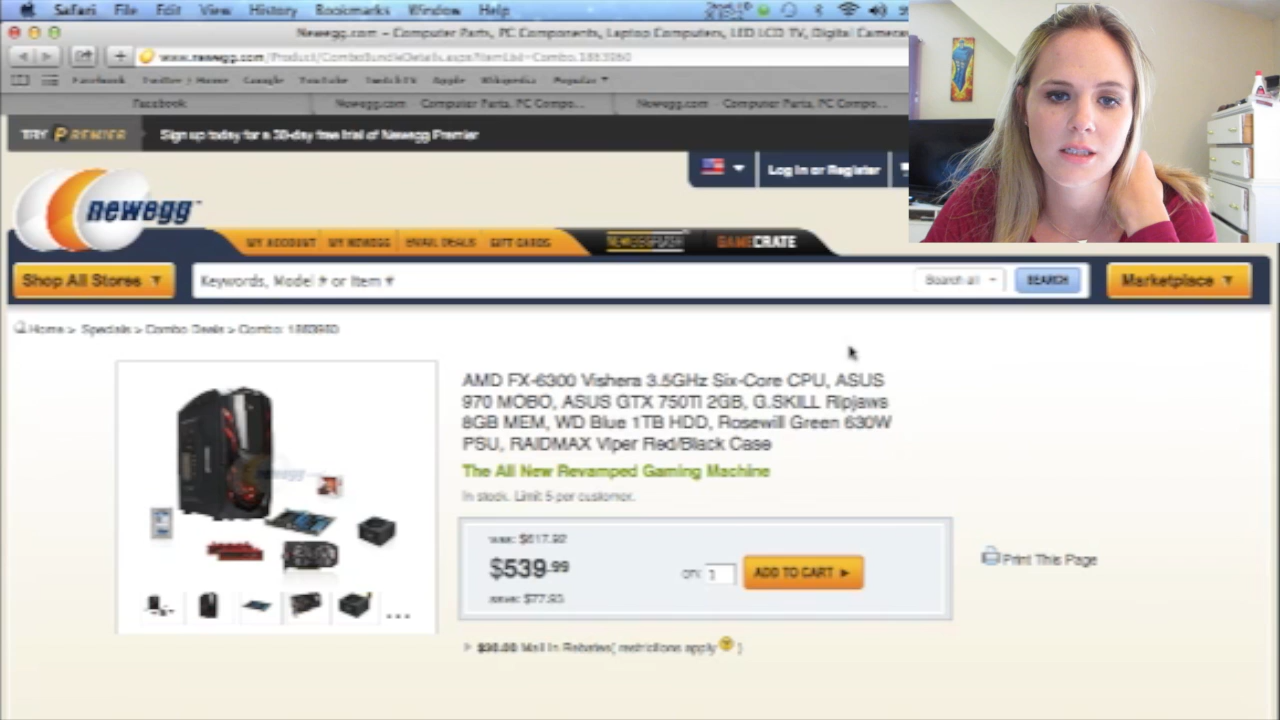 Safari File Edit View History Bookmarks Window Help
Newegg.com - Computer Parts, PC Components, Laptop Computers, LED LCD TV, Digital Cameras
www.newegg.com/Product/ComboBundleDetails.aspx?ItemList=Combo.1883980
Facebook Twitter / Home Google YouTube TwitchTV Apple Wikipedia Popular
Facebook Newegg.com - Computer Parts, PC Compo... Newegg.com - Computer Parts, PC Compo...
TRY PREMIER Sign up today for a 30-day free trial of Newegg Premier
Log In or Register
newegg
MY ACCOUNT MY NEWEGG EMAIL DEALS GIFT CARDS NEWEGGFLASH GAMECRATE
Shop All Stores Keywords, Model # or Item # Search all SEARCH Marketplace
Home > Specials > Combo Deals > Combo: 1883980
AMD FX-6300 Vishera 3.5GHz Six-Core CPU, ASUS
970 MOBO, ASUS GTX 750TI 2GB, G.SKILL Ripjaws
8GB MEM, WD Blue 1TB HDD, Rosewill Green 630W
PSU, RAIDMAX Viper Red/Black Case
The All New Revamped Gaming Machine
In stock. Limit 5 per customer.
was: $617.92
$539.99
QTY: 1 ADD TO CART
save: $77.93
Print This Page
Mail In Rebates( restrictions apply )